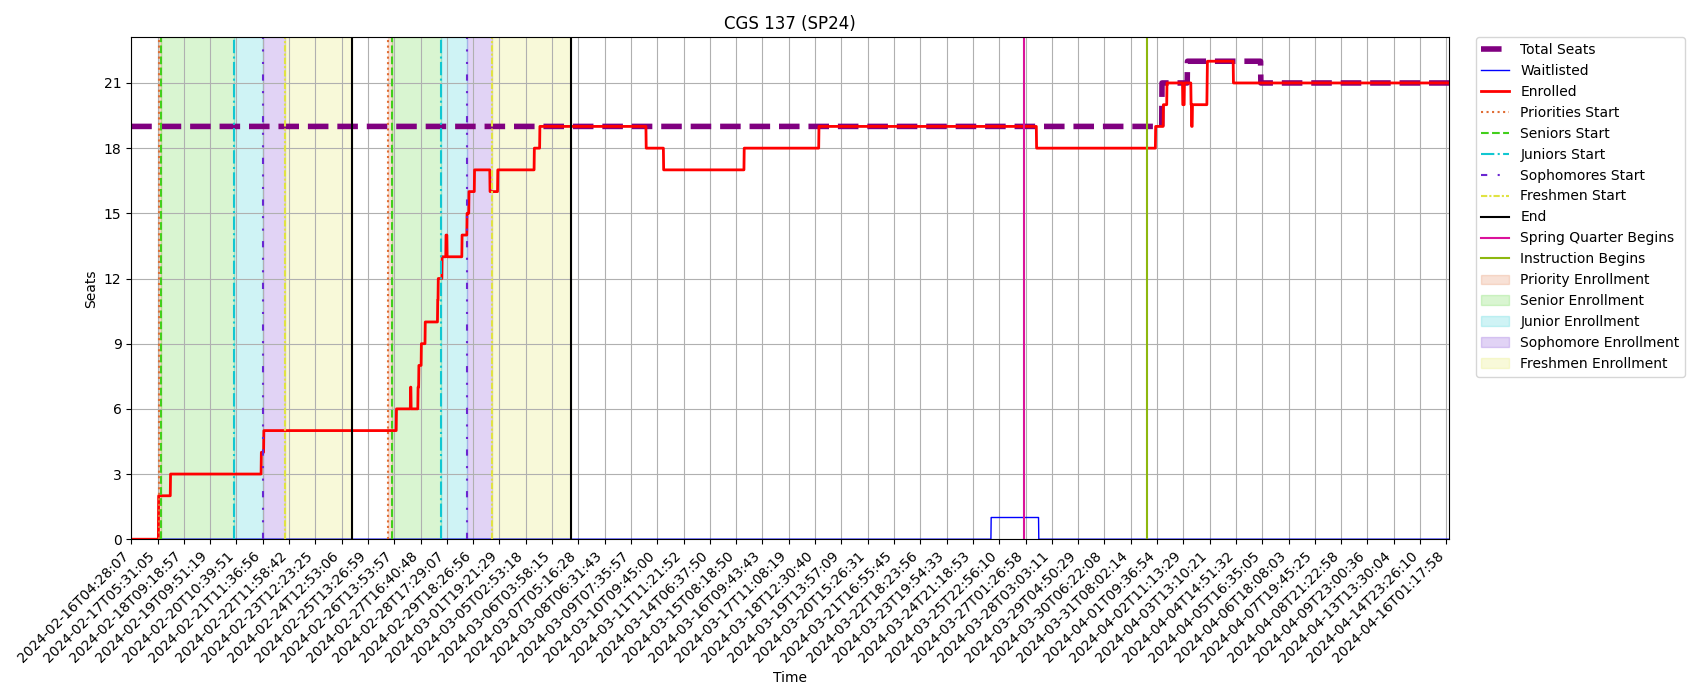 CGS 137 (SP24)
Seats
21
18
15
12
9
6
3
0
2024-02-16T04:28:07
2024-02-17T05:31:05
2024-02-18T09:18:57
2024-02-19T09:51:19
2024-02-20T10:39:51
2024-02-21T11:36:56
2024-02-22T11:58:42
2024-02-23T12:23:25
2024-02-24T12:53:06
2024-02-25T13:26:59
2024-02-26T13:53:57
2024-02-27T16:40:48
2024-02-28T17:29:07
2024-02-29T18:26:56
2024-03-01T19:21:29
2024-03-05T02:53:18
2024-03-06T03:58:15
2024-03-07T05:16:28
2024-03-08T06:31:43
2024-03-09T07:35:57
2024-03-10T09:45:00
2024-03-11T11:21:52
2024-03-14T06:37:50
2024-03-15T08:18:50
2024-03-16T09:43:43
2024-03-17T11:08:19
2024-03-18T12:30:40
2024-03-19T13:57:09
2024-03-20T15:26:31
2024-03-21T16:55:45
2024-03-22T18:23:56
2024-03-23T19:54:33
2024-03-24T21:18:53
2024-03-25T22:56:10
2024-03-27T01:26:58
2024-03-28T03:03:11
2024-03-29T04:50:29
2024-03-30T06:22:08
2024-03-31T08:02:14
2024-04-01T09:36:54
2024-04-02T11:13:29
2024-04-03T13:10:21
2024-04-04T14:51:32
2024-04-05T16:35:05
2024-04-06T18:08:03
2024-04-07T19:45:25
2024-04-08T21:22:58
2024-04-09T23:00:36
2024-04-13T13:30:04
2024-04-14T23:26:10
2024-04-16T01:17:58
Time
Total Seats
Waitlisted
Enrolled
Priorities Start
Seniors Start
Juniors Start
Sophomores Start
Freshmen Start
End
Spring Quarter Begins
Instruction Begins
Priority Enrollment
Senior Enrollment
Junior Enrollment
Sophomore Enrollment
Freshmen Enrollment